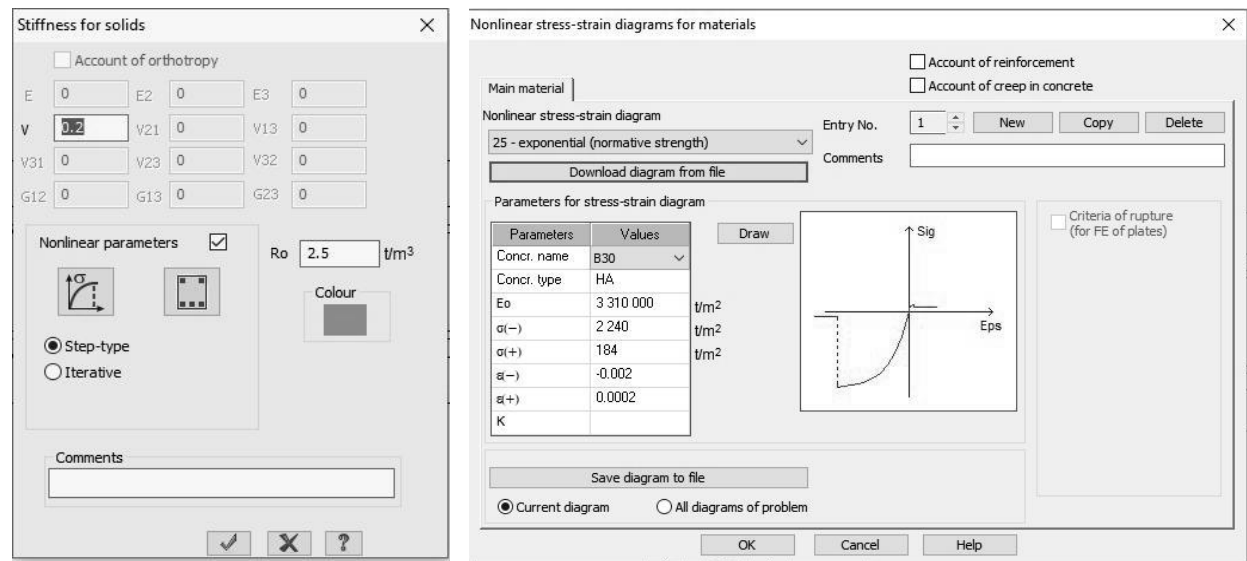 Stiffness for solids
Account of orthotropy
E 0 E2 0 E3 0
V 0.2 V21 0 V13 0
V31 0 V23 0 V32 0
G12 0 G13 0 G23 0
Nonlinear parameters
Ro 2.5 t/m3
σ
Colour
Step-type
Iterative
Comments
?
Nonlinear stress-strain diagrams for materials
Account of reinforcement
Account of creep in concrete
Main material
Nonlinear stress-strain diagram
25 - exponential (normative strength)
Download diagram from file
Entry No. 1 New Copy Delete
Comments
Parameters for stress-strain diagram
Parameters Values
Concr. name B30
Concr. type HA
Eo 3 310 000 t/m2
σ(−) 2 240 t/m2
σ(+) 184 t/m2
ε(−) -0.002
ε(+) 0.0002
K
Draw
Sig
Eps
Criteria of rupture
(for FE of plates)
Save diagram to file
Current diagram All diagrams of problem
OK Cancel Help